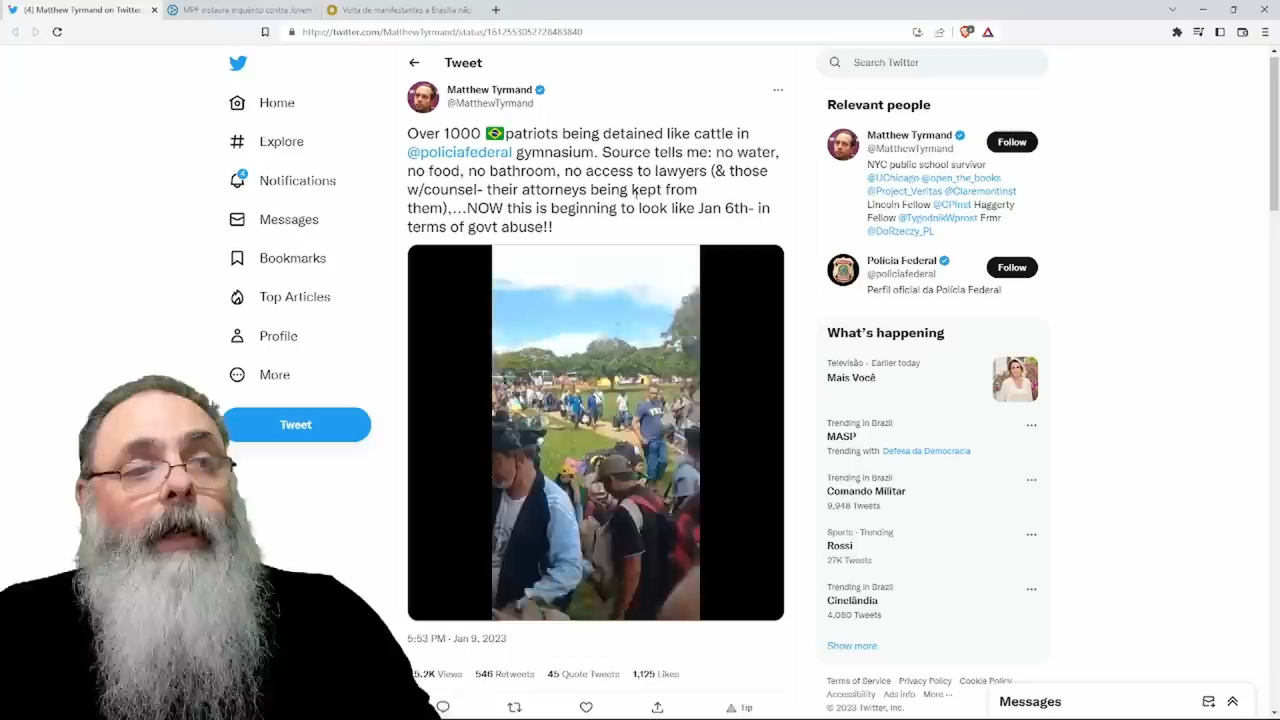 (4) Matthew Tyrmand on Twitter
MPF instaura inquérito contra Jovem
Volta de manifestantes a Brasília não
https://twitter.com/MatthewTyrmand/status/1612553052728483840
Tweet
Search Twitter
Home
Explore
4
Notifications
Messages
Bookmarks
Top Articles
Profile
More
Tweet
Matthew Tyrmand
@MatthewTyrmand
Over 1000 🇧🇷patriots being detained like cattle in
@policiafederal gymnasium. Source tells me: no water,
no food, no bathroom, no access to lawyers (& those
w/counsel- their attorneys being kept from
them),...NOW this is beginning to look like Jan 6th- in
terms of govt abuse!!
5:53 PM · Jan 9, 2023
5.2K Views 546 Retweets 45 Quote Tweets 1,125 Likes
Tip
Relevant people
Matthew Tyrmand
@MatthewTyrmand
Follow
NYC public school survivor
@UChicago @open_the_books
@Project_Veritas @ClaremontInst
Lincoln Fellow @CPInst Haggerty
Fellow @TygodnikWprost Frmr
@DoRzeczy_PL
Polícia Federal
@policiafederal
Follow
Perfil oficial da Polícia Federal
What's happening
Televisão · Earlier today
Mais Você
Trending in Brazil
MASP
Trending with Defesa da Democracia
Trending in Brazil
Comando Militar
9,948 Tweets
Sports · Trending
Rossi
27K Tweets
Trending in Brazil
Cinelândia
4,080 Tweets
Show more
Terms of Service Privacy Policy Cookie Policy
Accessibility Ads info More ···
© 2023 Twitter, Inc.
Messages